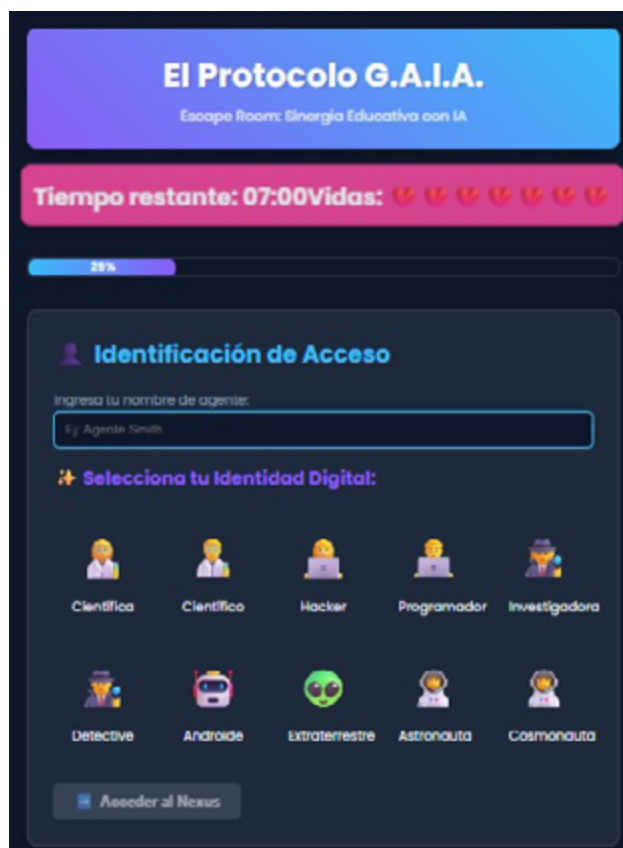 El Protocolo G.A.I.A.
Escape Room: Sinergia Educativa con IA
Tiempo restante: 07:00Vidas:
25%
Identificación de Acceso
Ingresa tu nombre de agente:
Ej: Agente Smith
Selecciona tu Identidad Digital:
Científica Científico Hacker Programador Investigadora
Detective Androide Extraterrestre Astronauta Cosmonauta
Acceder al Nexus